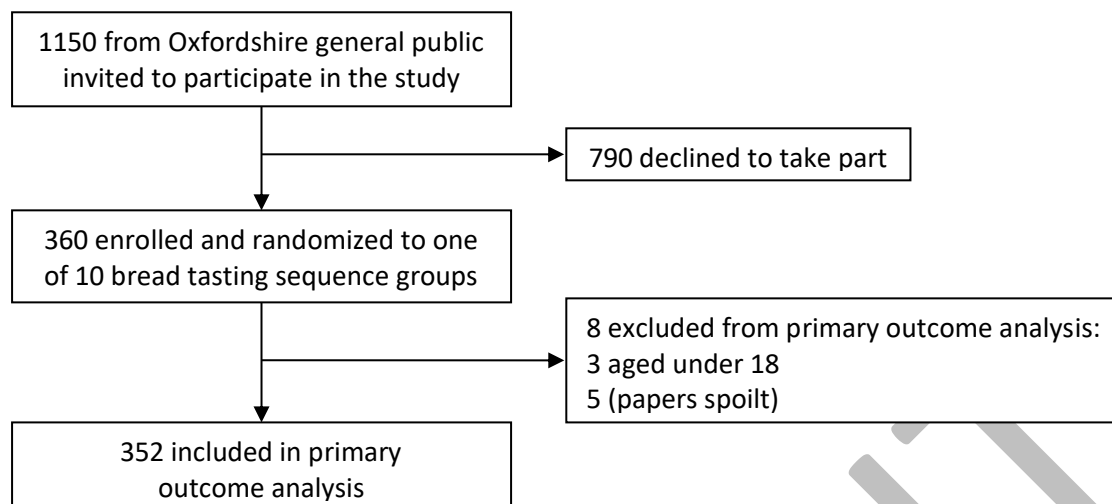 1150 from Oxfordshire general public
invited to participate in the study
790 declined to take part
360 enrolled and randomized to one
of 10 bread tasting sequence groups
8 excluded from primary outcome analysis:
3 aged under 18
5 (papers spoilt)
352 included in primary
outcome analysis